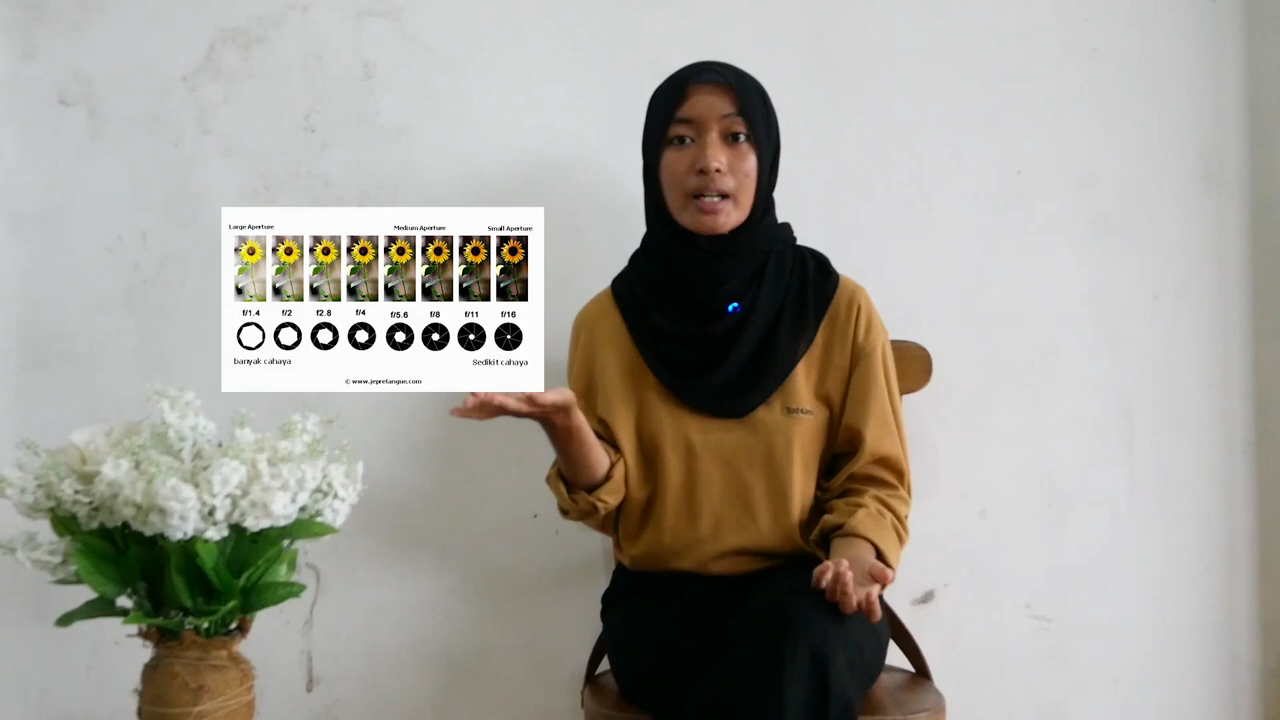 Large Aperture Medium Aperture Small Aperture
f/1.4 f/2 f2.8 f/4 f/5.6 f/8 f/11 f/16
banyak cahaya Sedikit cahaya
© www.jepretangue.com